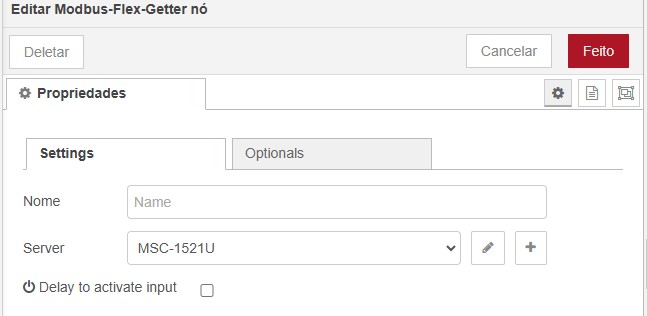 Editar Modbus-Flex-Getter nó
Deletar
Cancelar
Feito
Propriedades
Settings
Optionals
Nome
Name
Server
MSC-1521U
Delay to activate input